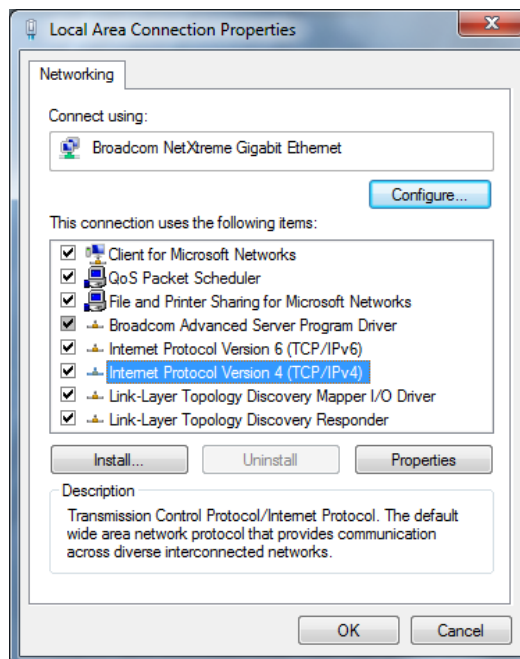 Local Area Connection Properties
Networking
Connect using:
Broadcom NetXtreme Gigabit Ethernet
Configure...
This connection uses the following items:
Client for Microsoft Networks
QoS Packet Scheduler
File and Printer Sharing for Microsoft Networks
Broadcom Advanced Server Program Driver
Internet Protocol Version 6 (TCP/IPv6)
Internet Protocol Version 4 (TCP/IPv4)
Link-Layer Topology Discovery Mapper I/O Driver
Link-Layer Topology Discovery Responder
Install... Uninstall Properties
Description
Transmission Control Protocol/Internet Protocol. The default
wide area network protocol that provides communication
across diverse interconnected networks.
OK Cancel